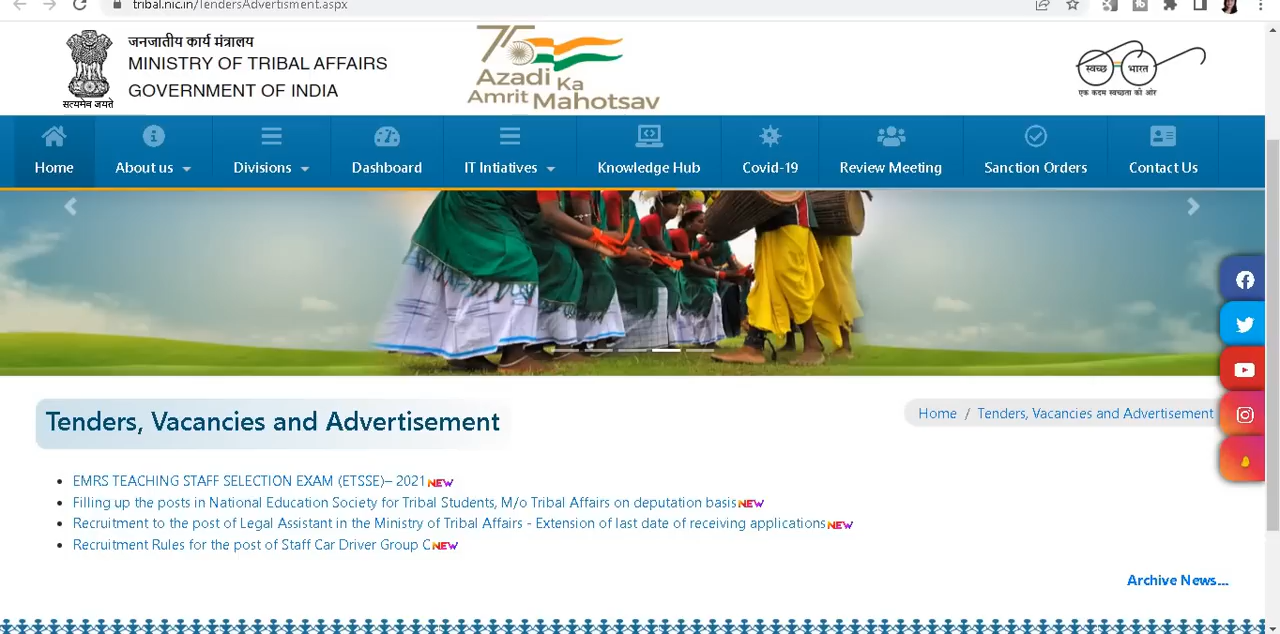 tribal.nic.in/TendersAdvertisment.aspx
जनजातीय कार्य मंत्रालय
MINISTRY OF TRIBAL AFFAIRS
GOVERNMENT OF INDIA
सत्यमेव जयते
75
Azadi Ka
Amrit Mahotsav
स्वच्छ भारत
एक कदम स्वच्छता की ओर
Home About us Divisions Dashboard IT Intiatives Knowledge Hub Covid-19 Review Meeting Sanction Orders Contact Us
Tenders, Vacancies and Advertisement
Home / Tenders, Vacancies and Advertisement
EMRS TEACHING STAFF SELECTION EXAM (ETSSE)– 2021 NEW
Filling up the posts in National Education Society for Tribal Students, M/o Tribal Affairs on deputation basis NEW
Recruitment to the post of Legal Assistant in the Ministry of Tribal Affairs - Extension of last date of receiving applications NEW
Recruitment Rules for the post of Staff Car Driver Group C NEW
Archive News...